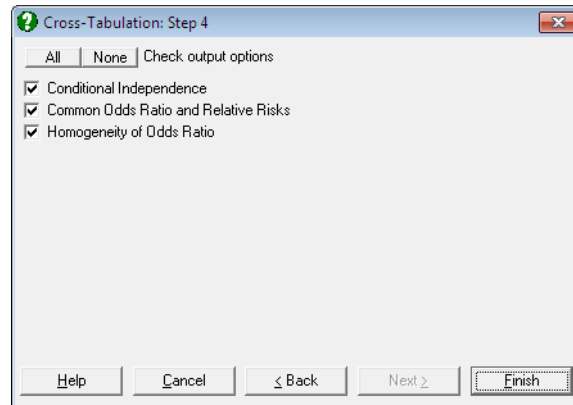 Cross-Tabulation: Step 4
All None Check output options
Conditional Independence
Common Odds Ratio and Relative Risks
Homogeneity of Odds Ratio
Help Cancel < Back Next > Finish